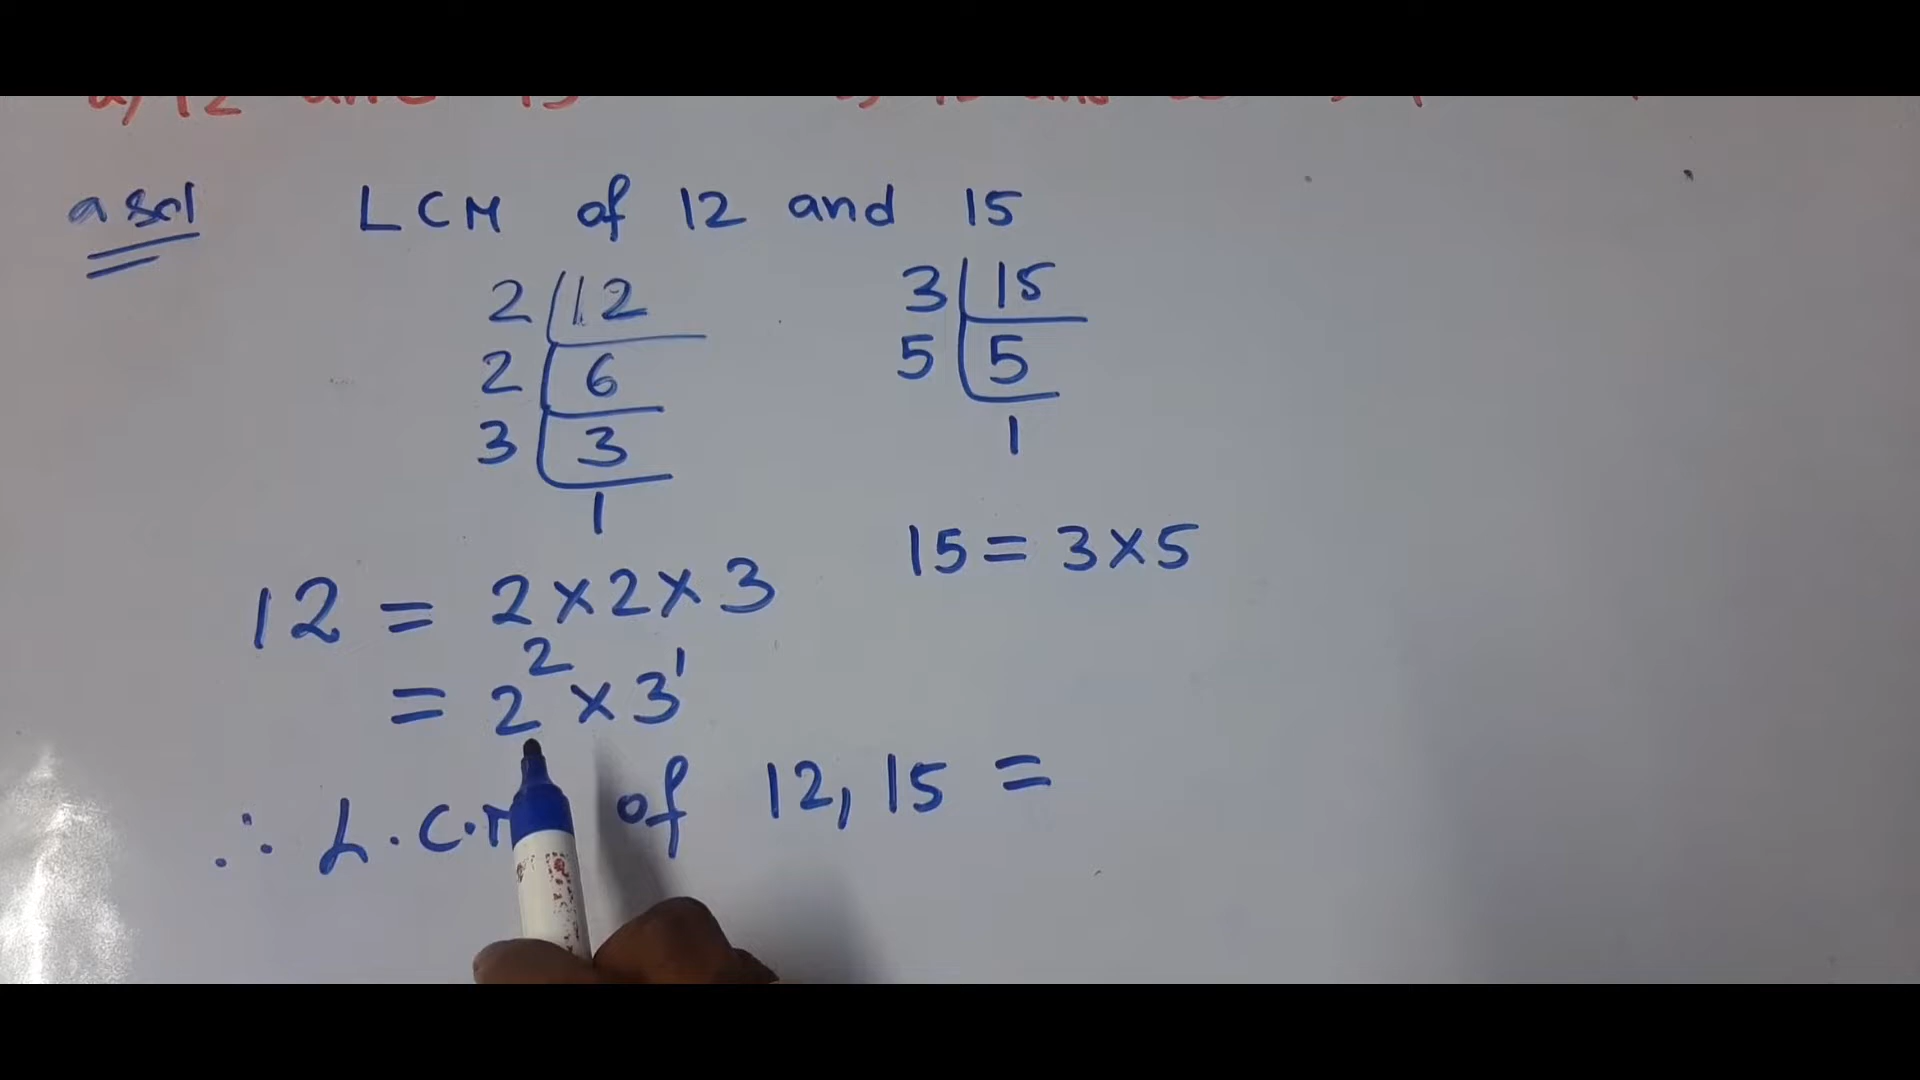 a sol LCM of 12 and 15
2 12 3 15
2 6 5 5
3 3 1
1
15 = 3×5
12 = 2×2×3
= 2² × 3¹
∴ L.C.M of 12, 15 =